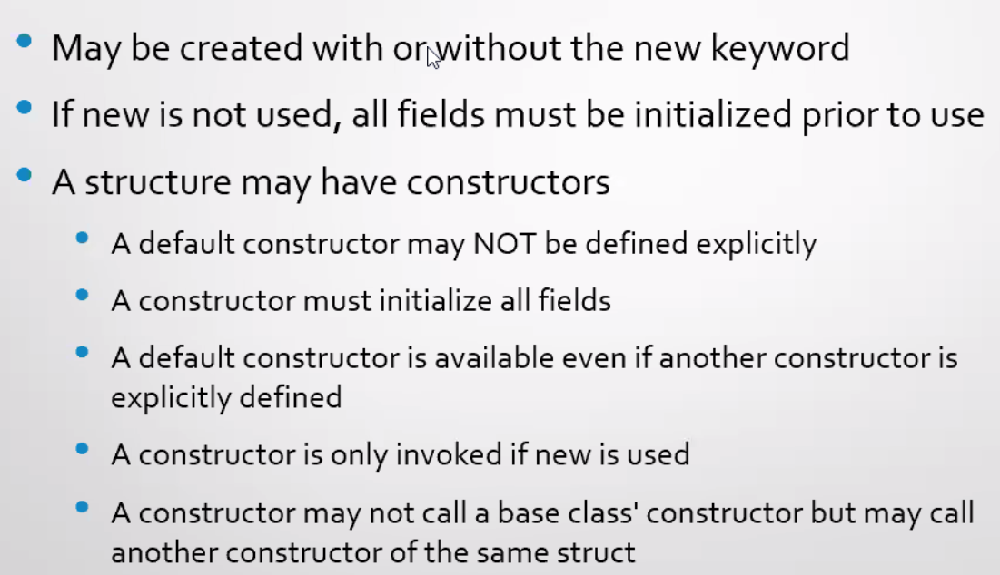 May be created with or without the new keyword
If new is not used, all fields must be initialized prior to use
A structure may have constructors
A default constructor may NOT be defined explicitly
A constructor must initialize all fields
A default constructor is available even if another constructor is
explicitly defined
A constructor is only invoked if new is used
A constructor may not call a base class' constructor but may call
another constructor of the same struct